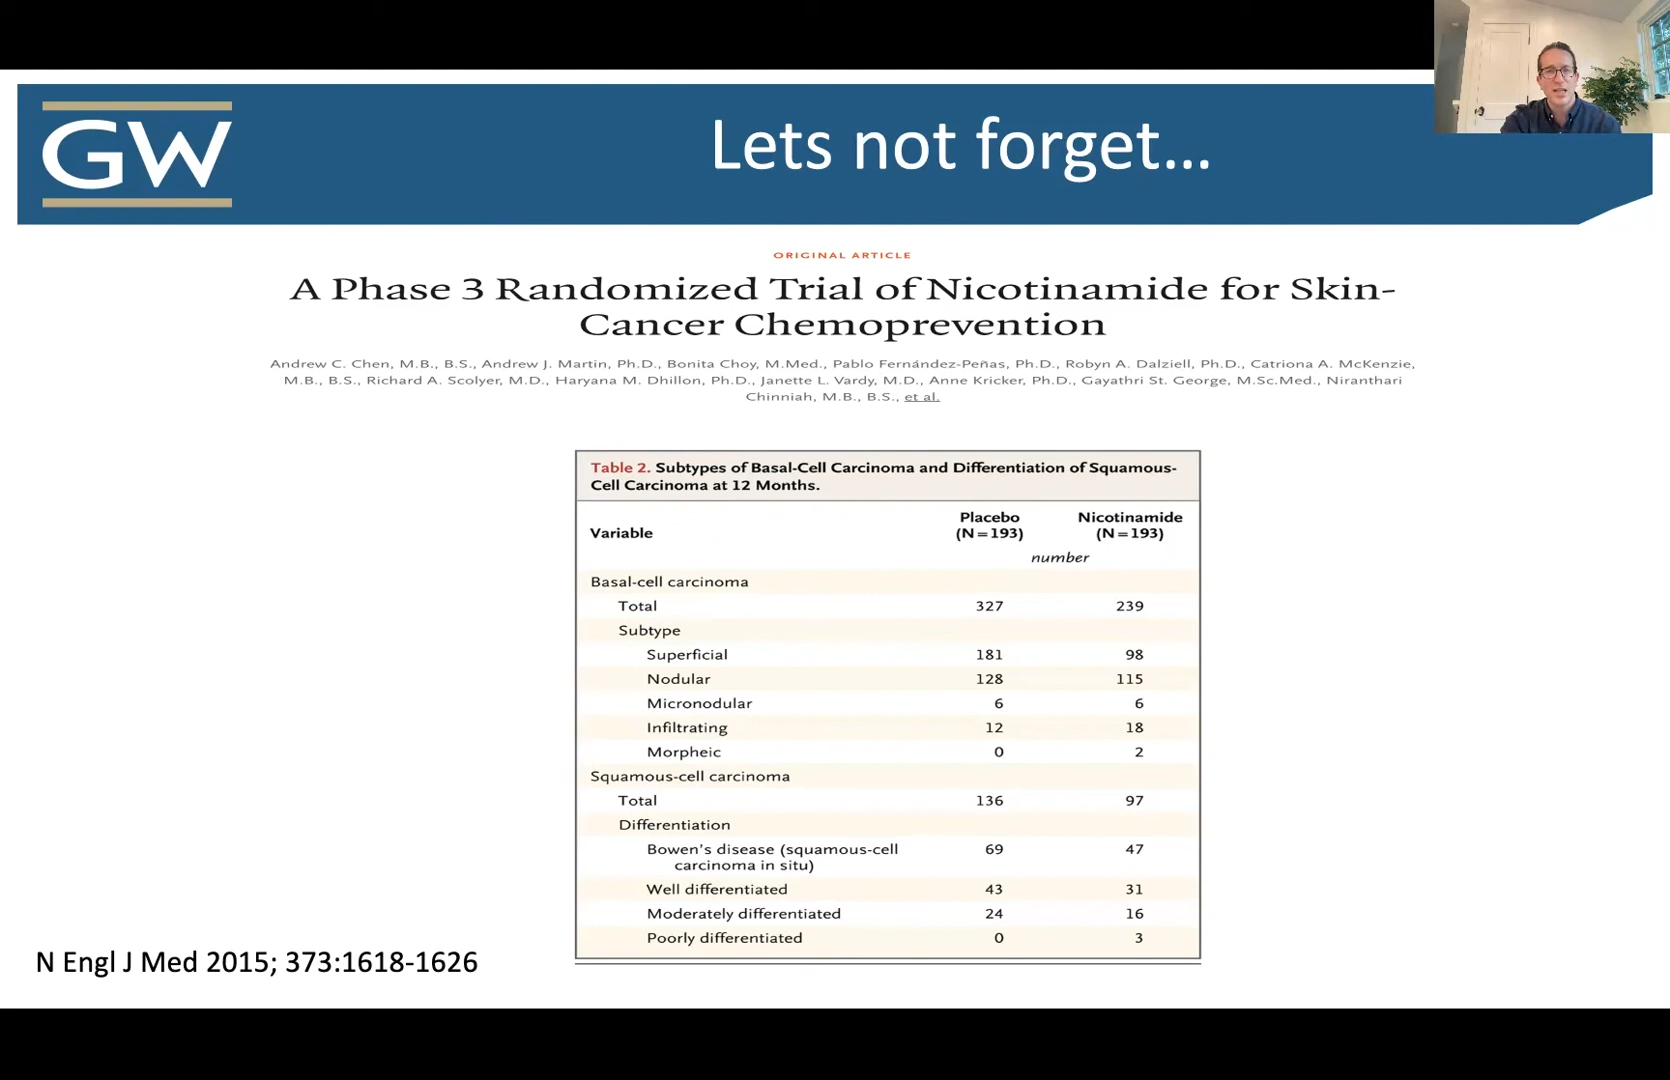 GW
Lets not forget...
ORIGINAL ARTICLE
A Phase 3 Randomized Trial of Nicotinamide for Skin-
Cancer Chemoprevention
Andrew C. Chen, M.B., B.S., Andrew J. Martin, Ph.D., Bonita Choy, M.Med., Pablo Fernández-Peñas, Ph.D., Robyn A. Dalziell, Ph.D., Catriona A. McKenzie,
M.B., B.S., Richard A. Scolyer, M.D., Haryana M. Dhillon, Ph.D., Janette L. Vardy, M.D., Anne Kricker, Ph.D., Gayathri St. George, M.Sc.Med., Niranthari
Chinniah, M.B., B.S., et al.
Table 2. Subtypes of Basal-Cell Carcinoma and Differentiation of Squamous-
Cell Carcinoma at 12 Months.
Variable Placebo (N=193) Nicotinamide (N=193)
number
Basal-cell carcinoma
Total 327 239
Subtype
Superficial 181 98
Nodular 128 115
Micronodular 6 6
Infiltrating 12 18
Morpheic 0 2
Squamous-cell carcinoma
Total 136 97
Differentiation
Bowen's disease (squamous-cell 69 47
carcinoma in situ)
Well differentiated 43 31
Moderately differentiated 24 16
Poorly differentiated 0 3
N Engl J Med 2015; 373:1618-1626